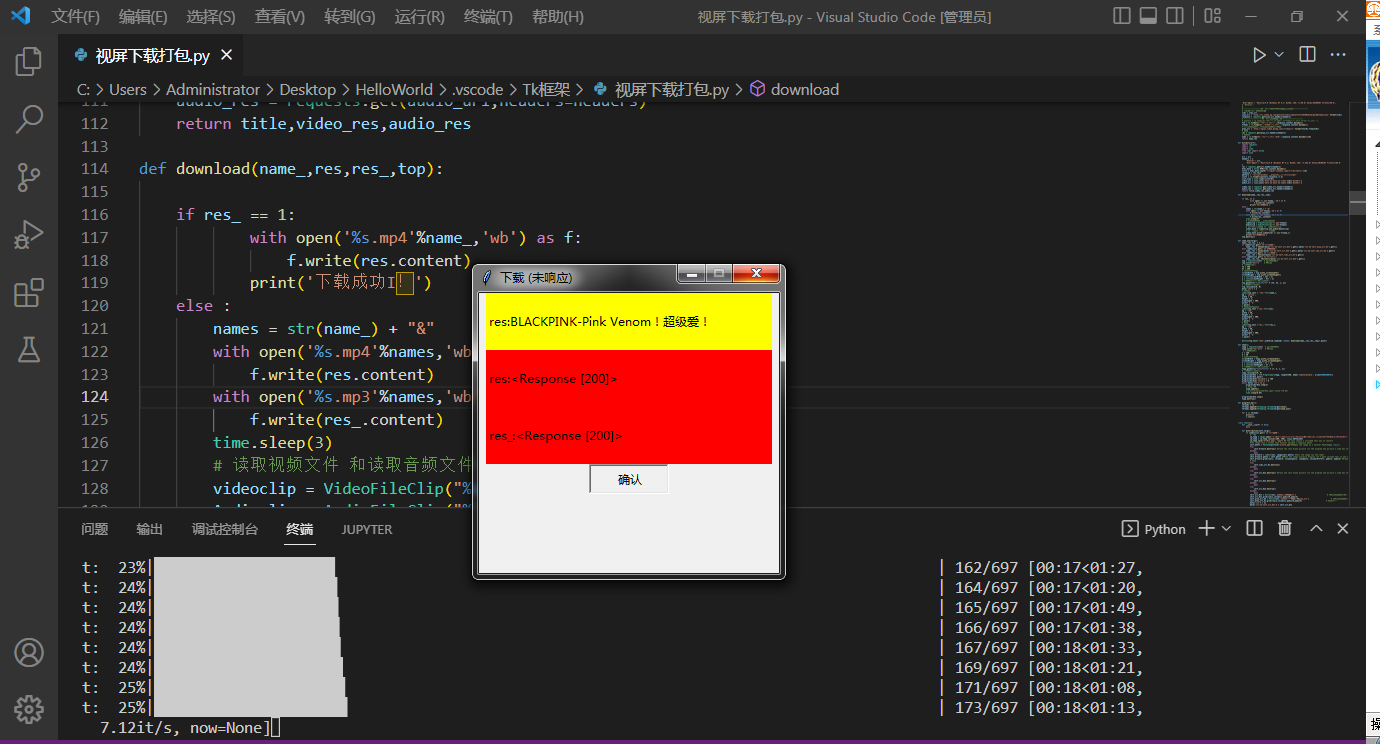 文件(F) 编辑(E) 选择(S) 查看(V) 转到(G) 运行(R) 终端(T) 帮助(H) 视屏下载打包.py - Visual Studio Code [管理员]
视屏下载打包.py
C: > Users > Administrator > Desktop > HelloWorld > .vscode > Tk框架 > 视屏下载打包.py > download
111 audio_res = requests.get(audio_url,headers=headers)
112 return title,video_res,audio_res
113
114 def download(name_,res,res_,top):
115
116 if res_ == 1:
117 with open('%s.mp4'%name_,'wb') as f:
118 f.write(res.content)
119 print('下载成功I！')
120 else :
121 names = str(name_) + "&"
122 with open('%s.mp4'%names,'wb
123 f.write(res.content)
124 with open('%s.mp3'%names,'wb
125 f.write(res_.content)
126 time.sleep(3)
127 # 读取视频文件 和读取音频文件
128 videoclip = VideoFileClip("%
下载 (未响应)
res:BLACKPINK-Pink Venom！超级爱！
res:<Response [200]>
res_:<Response [200]>
确认
问题 输出 调试控制台 终端 JUPYTER
Python
t: 23%| | 162/697 [00:17<01:27,
t: 24%| | 164/697 [00:17<01:20,
t: 24%| | 165/697 [00:17<01:49,
t: 24%| | 166/697 [00:17<01:38,
t: 24%| | 167/697 [00:18<01:33,
t: 24%| | 169/697 [00:18<01:21,
t: 25%| | 171/697 [00:18<01:08,
t: 25%| | 173/697 [00:18<01:13,
7.12it/s, now=None]